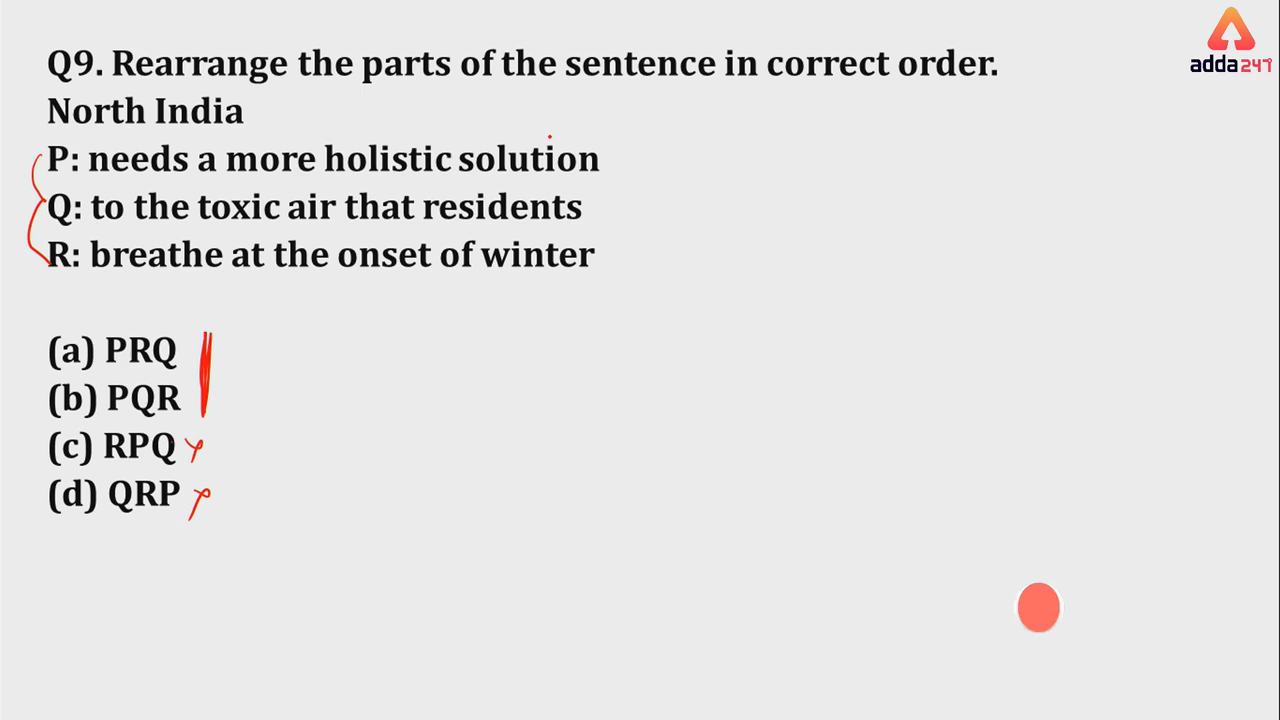 adda247
Q9. Rearrange the parts of the sentence in correct order.
North India
P: needs a more holistic solution
Q: to the toxic air that residents
R: breathe at the onset of winter
(a) PRQ
(b) PQR
(c) RPQ
(d) QRP